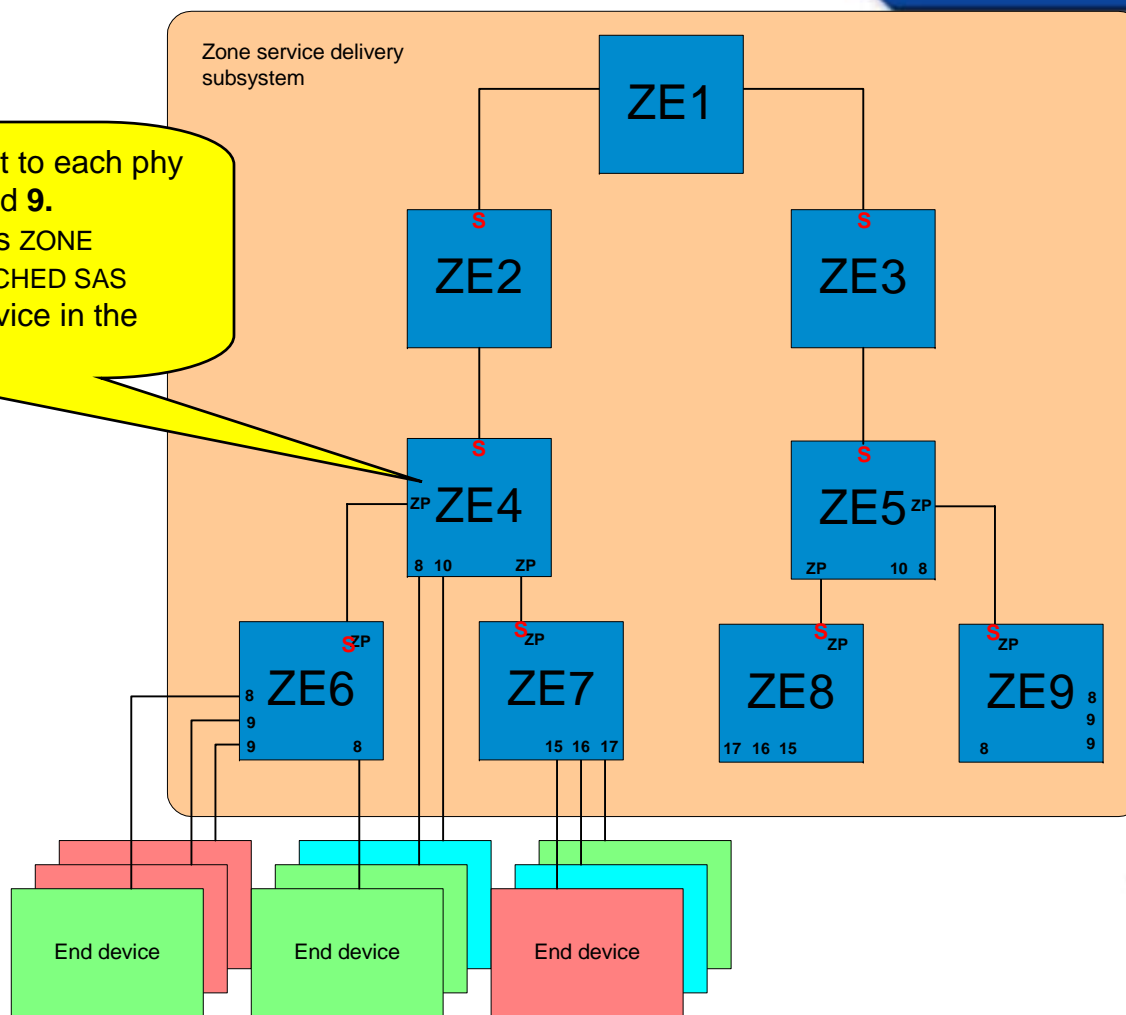 Zone service delivery
subsystem
ZE1
t to each phy
d 9.
s ZONE
CHED SAS
vice in the
S
S
ZE2
ZE3
S
S
ZP ZE4
ZE5 ZP
8 10 ZP
ZP 10 8
S ZP
S ZP
S ZP
S ZP
ZE6
ZE7
ZE8
ZE9
8
9
9
8
15 16 17
17 16 15
8
8
9
9
End device
End device
End device